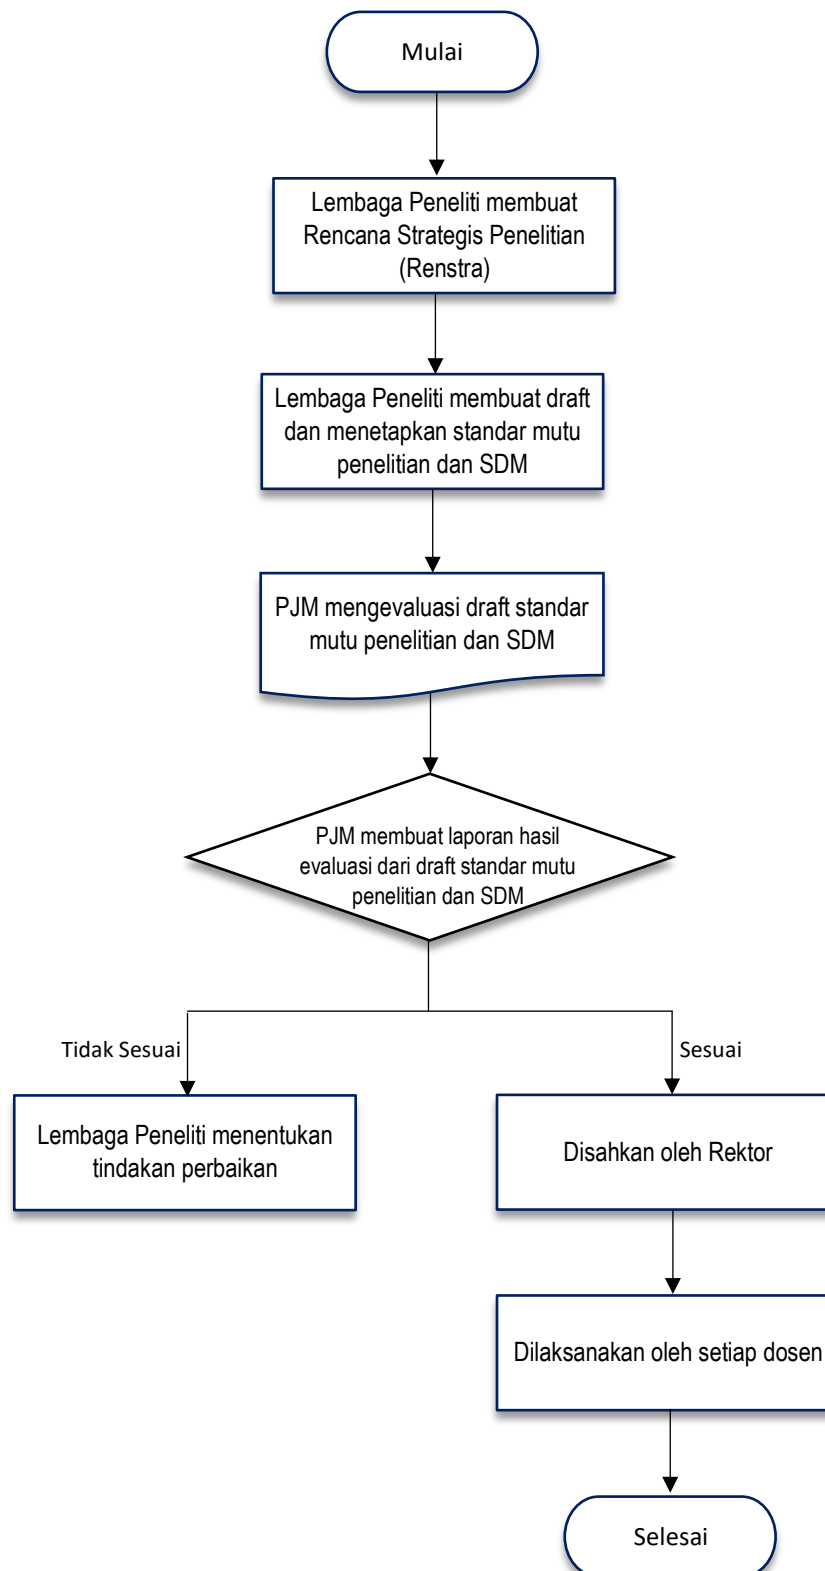 Mulai
Lembaga Peneliti membuat
Rencana Strategis Penelitian
(Renstra)
Lembaga Peneliti membuat draft
dan menetapkan standar mutu
penelitian dan SDM
PJM mengevaluasi draft standar
mutu penelitian dan SDM
PJM membuat laporan hasil
evaluasi dari draft standar mutu
penelitian dan SDM
Tidak Sesuai
Sesuai
Lembaga Peneliti menentukan
tindakan perbaikan
Disahkan oleh Rektor
Dilaksanakan oleh setiap dosen
Selesai